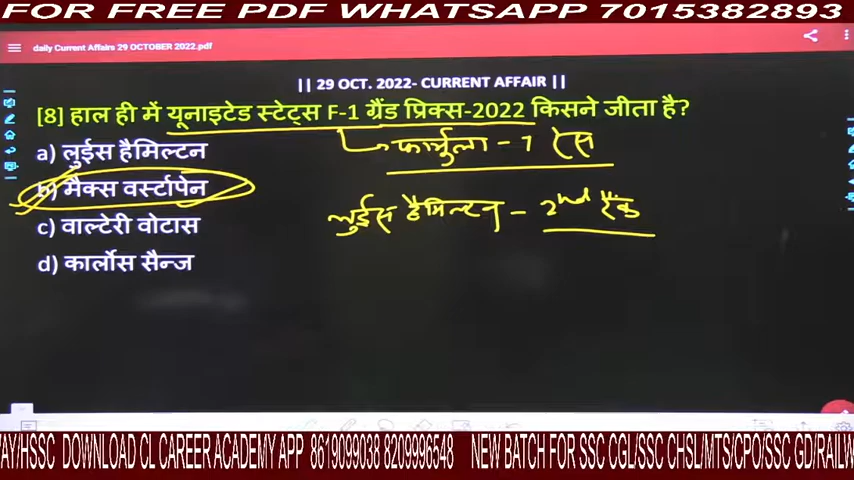 FOR FREE PDF WHATSAPP 7015382893
daily Current Affairs 29 OCTOBER 2022.pdf
|| 29 OCT. 2022- CURRENT AFFAIR ||
[8] हाल ही में यूनाइटेड स्टेट्स F-1 ग्रैंड प्रिक्स-2022 किसने जीता है?
फार्मुला - 1 रेस
a) लुईस हैमिल्टन
b) मैक्स वर्स्टापेन
लुईस हैमिल्टन - 2nd रैंक
c) वाल्टेरी वोटास
d) कार्लोस सैन्ज
WAY/HSSC DOWNLOAD CL CAREER ACADEMY APP 8619099038 8209996548 NEW BATCH FOR SSC CGL/SSC CHSL/MTS/CPO/SSC GD/RAILW